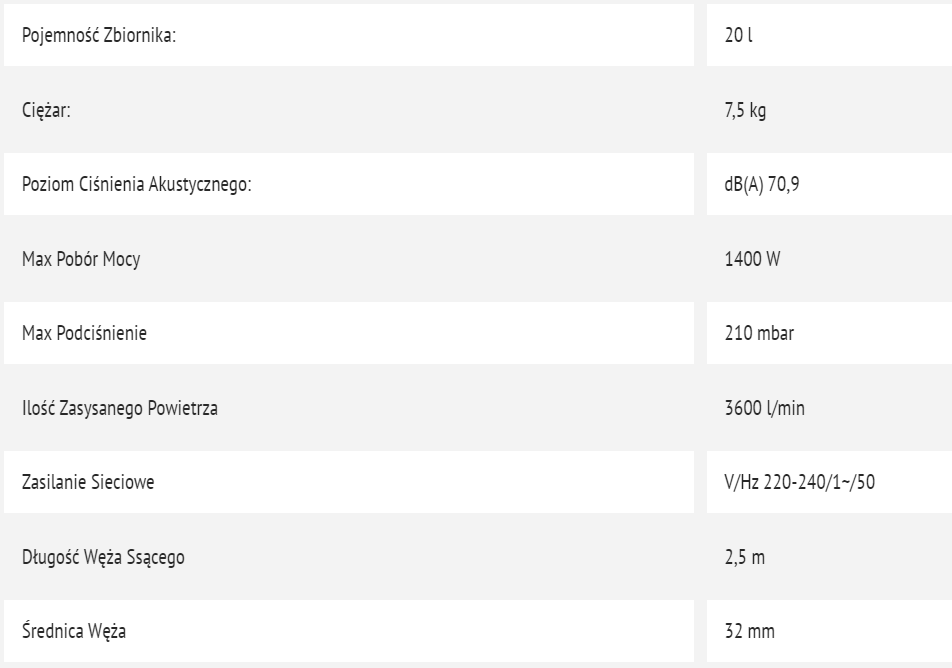 Pojemność Zbiornika: 20 l
Ciężar: 7,5 kg
Poziom Ciśnienia Akustycznego: dB(A) 70,9
Max Pobór Mocy 1400 W
Max Podciśnienie 210 mbar
Ilość Zasysanego Powietrza 3600 l/min
Zasilanie Sieciowe V/Hz 220-240/1~/50
Długość Węża Ssącego 2,5 m
Średnica Węża 32 mm